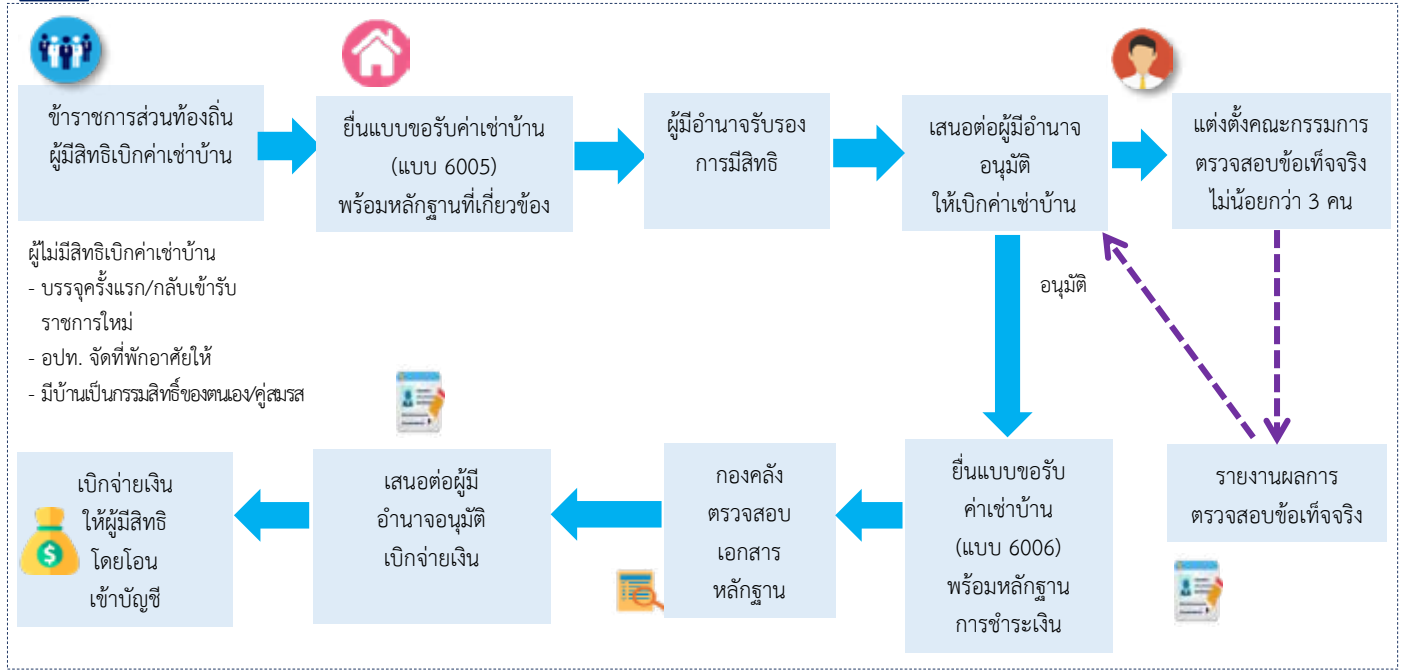 ข้าราชการส่วนท้องถิ่น
ผู้มีสิทธิเบิกค่าเช่าบ้าน
ยื่นแบบขอรับค่าเช่าบ้าน
(แบบ 6005)
พร้อมหลักฐานที่เกี่ยวข้อง
ผู้มีอำนาจรับรอง
การมีสิทธิ
เสนอต่อผู้มีอำนาจ
อนุมัติ
ให้เบิกค่าเช่าบ้าน
แต่งตั้งคณะกรรมการ
ตรวจสอบข้อเท็จจริง
ไม่น้อยกว่า 3 คน
ผู้ไม่มีสิทธิเบิกค่าเช่าบ้าน
- บรรจุครั้งแรก/กลับเข้ารับ
ราชการใหม่
- อปท. จัดที่พักอาศัยให้
- มีบ้านเป็นกรรมสิทธิ์ของตนเอง/คู่สมรส
อนุมัติ
รายงานผลการ
ตรวจสอบข้อเท็จจริง
ยื่นแบบขอรับ
ค่าเช่าบ้าน
(แบบ 6006)
พร้อมหลักฐาน
การชำระเงิน
กองคลัง
ตรวจสอบ
เอกสาร
หลักฐาน
เสนอต่อผู้มี
อำนาจอนุมัติ
เบิกจ่ายเงิน
เบิกจ่ายเงิน
ให้ผู้มีสิทธิ
โดยโอน
เข้าบัญชี